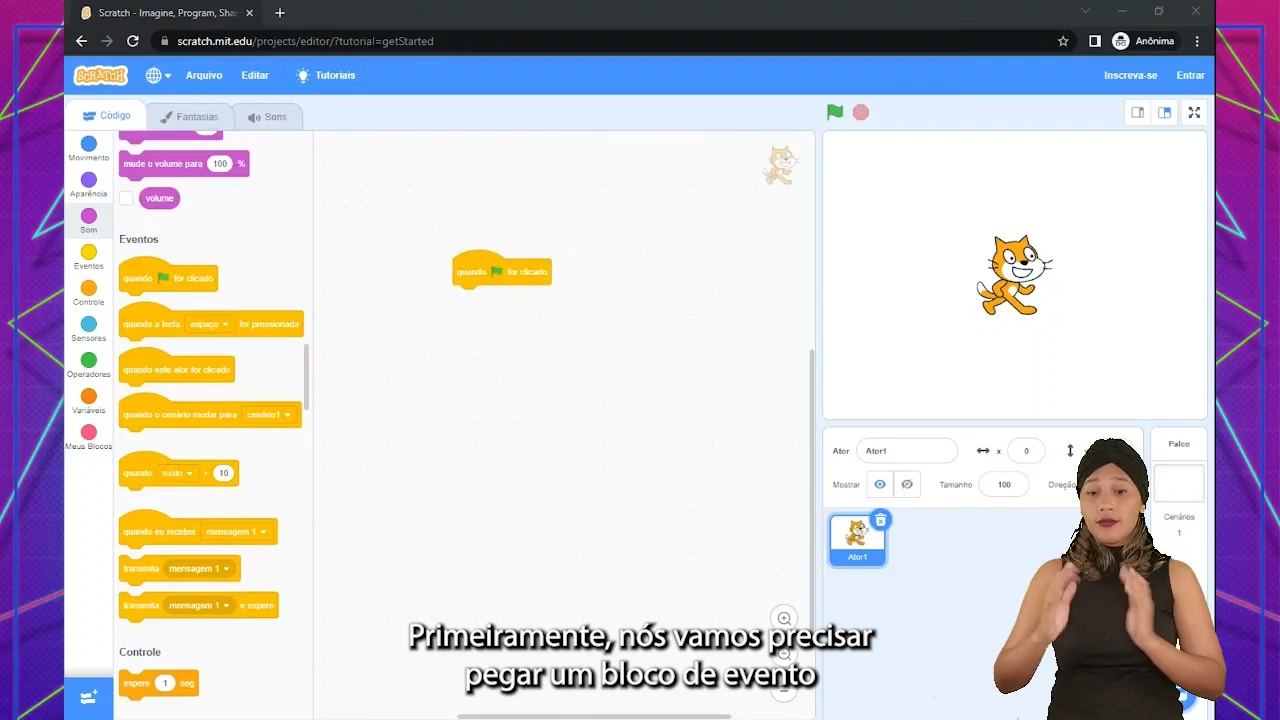 Scratch - Imagine, Program, Shar
scratch.mit.edu/projects/editor/?tutorial=getStarted
Anônima
SCRATCH
Arquivo
Editar
Tutoriais
Inscreva-se
Entrar
Código
Fantasias
Sons
Movimento
Aparência
Som
Eventos
Controle
Sensores
Operadores
Variáveis
Meus Blocos
mude o volume para 100 %
volume
Eventos
quando for clicado
quando a tecla espaço for pressionada
quando este ator for clicado
quando o cenário mudar para cenário1
quando ruído > 10
quando eu receber mensagem 1
transmita mensagem 1
transmita mensagem 1 e espere
Controle
espere 1 seg
quando for clicado
Ator
Ator1
x 0
Mostrar
Tamanho
100
Direção
Ator1
Palco
Cenários
1
Primeiramente, nós vamos precisar
pegar um bloco de evento